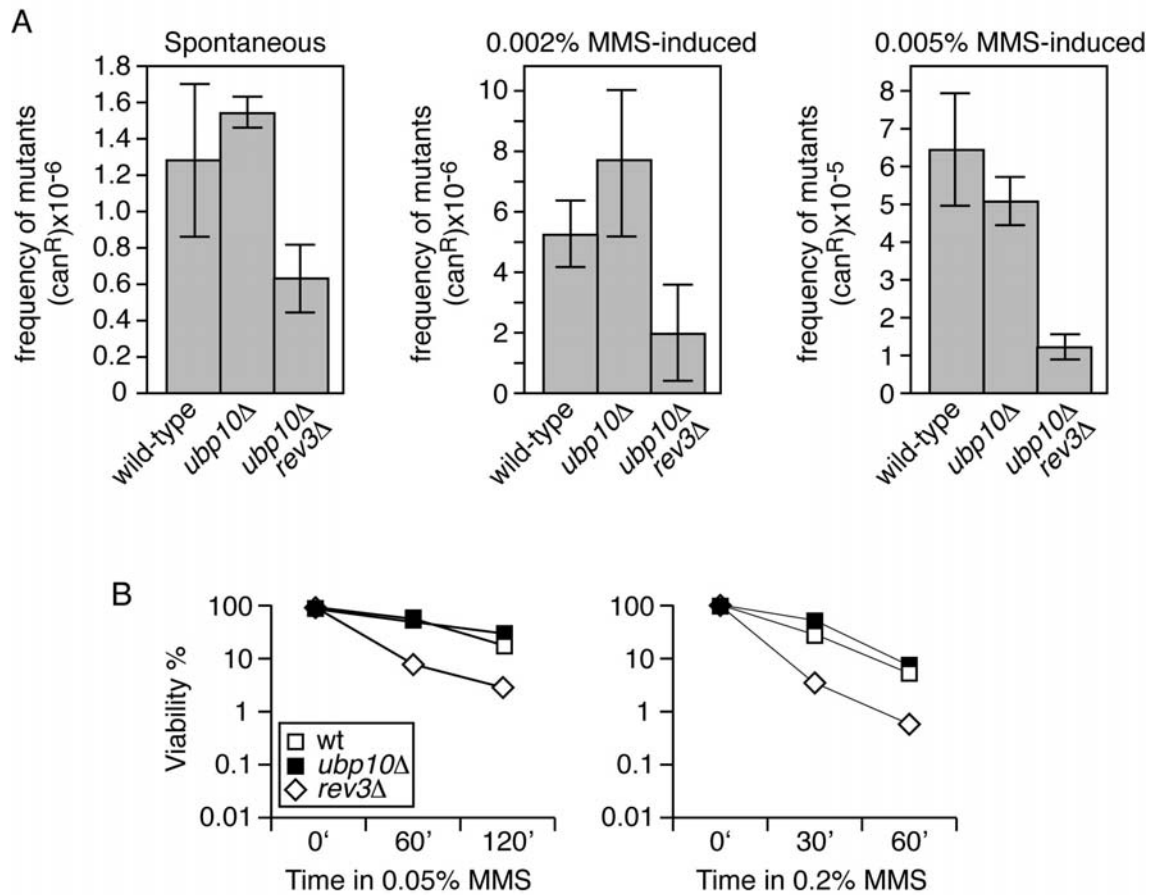 A
Spontaneous
frequency of mutants
(canR)x10-6
1.8
1.6
1.4
1.2
1.0
0.8
0.6
0.4
0.2
0
wild-type
ubp10Δ
ubp10Δ
rev3Δ
0.002% MMS-induced
frequency of mutants
(canR)x10-6
10
8
6
4
2
0
wild-type
ubp10Δ
ubp10Δ
rev3Δ
0.005% MMS-induced
frequency of mutants
(canR)x10-5
8
7
6
5
4
3
2
1
0
wild-type
ubp10Δ
ubp10Δ
rev3Δ
B
Viability %
100
10
1
0.1
0.01
wt
ubp10Δ
rev3Δ
0‘ 60’ 120’
Time in 0.05% MMS
100
10
1
0.1
0.01
0‘ 30’ 60’
Time in 0.2% MMS